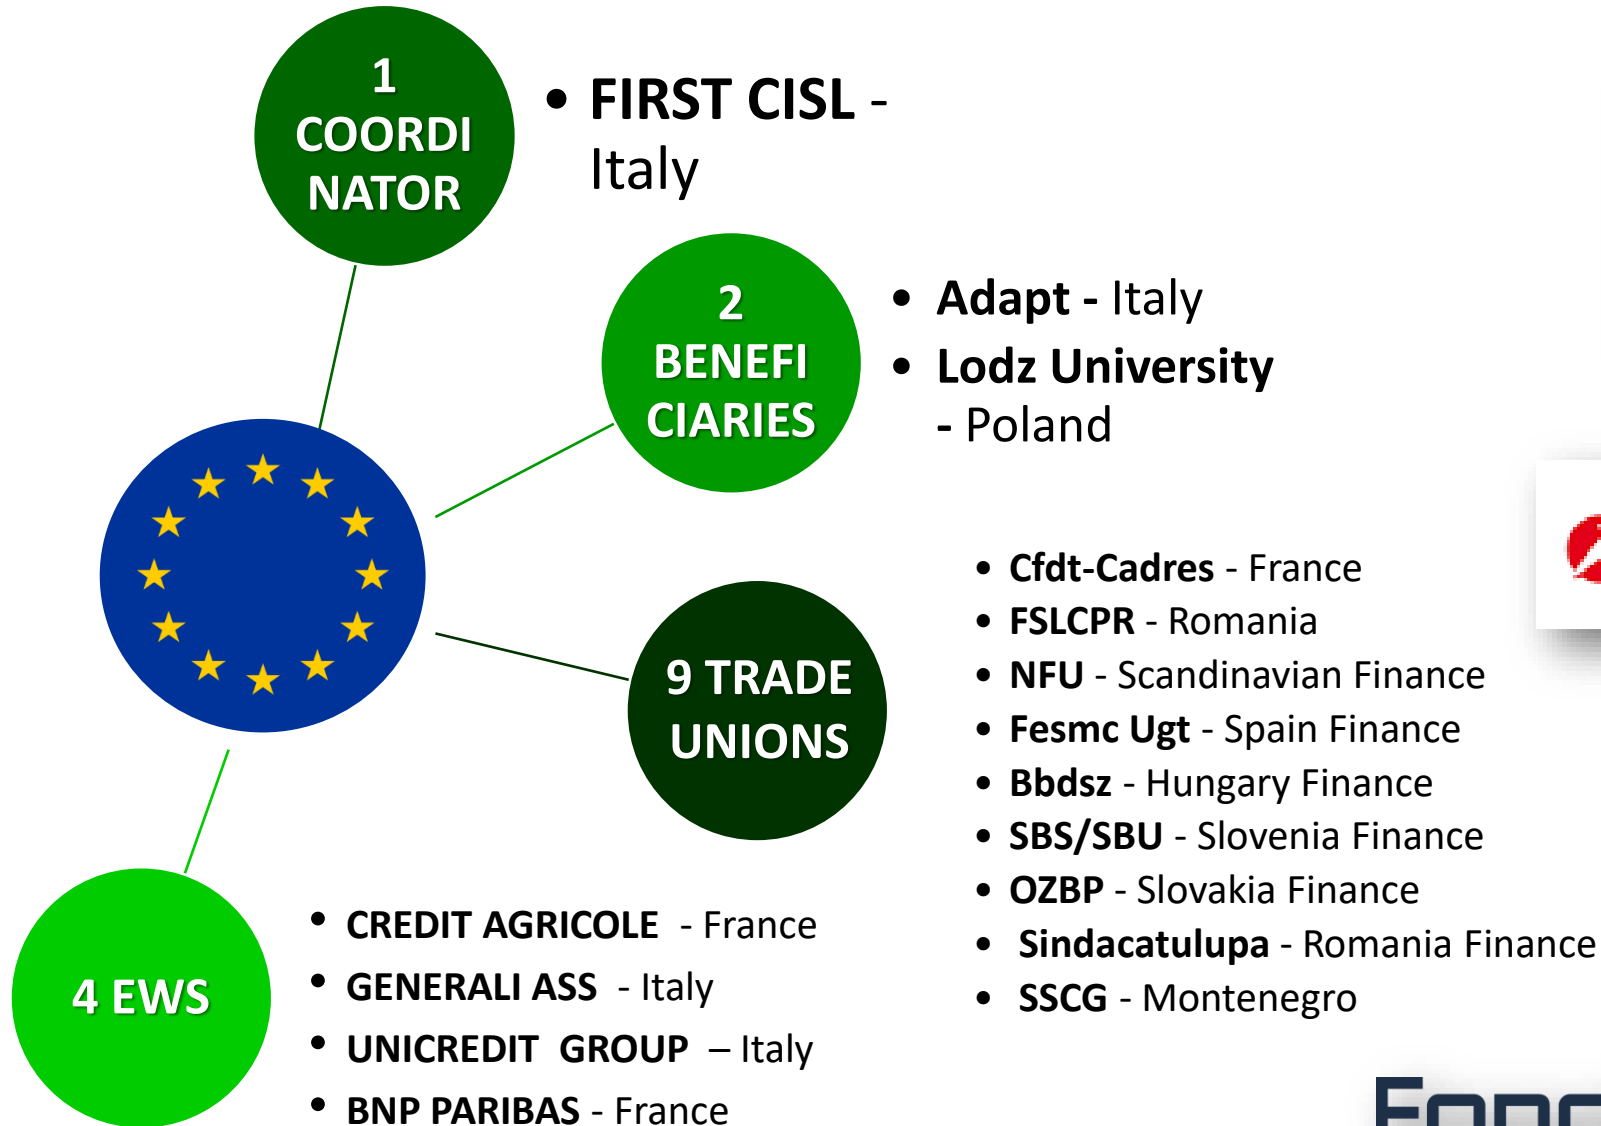 1
COORDI
NATOR
• FIRST CISL -
Italy
2
BENEFI
CIARIES
• Adapt - Italy
• Lodz University
- Poland
9 TRADE
UNIONS
• Cfdt-Cadres - France
• FSLCPR - Romania
• NFU - Scandinavian Finance
• Fesmc Ugt - Spain Finance
• Bbdsz - Hungary Finance
• SBS/SBU - Slovenia Finance
• OZBP - Slovakia Finance
• Sindacatulupa - Romania Finance
• SSCG - Montenegro
4 EWS
• CREDIT AGRICOLE - France
• GENERALI ASS - Italy
• UNICREDIT GROUP – Italy
• BNP PARIBAS - France